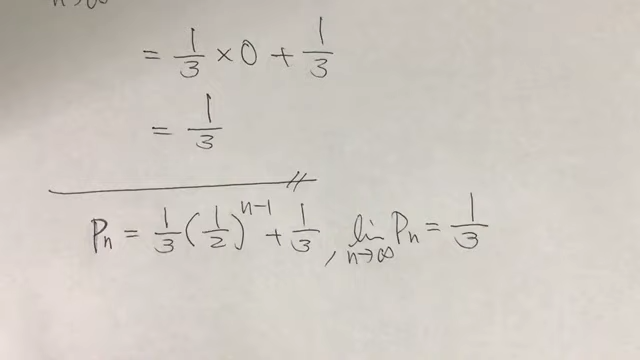 n→∞
= 1/3 × 0 + 1/3
= 1/3
Pn = 1/3 (1/2)^n-1 + 1/3 , lim n→∞ Pn = 1/3